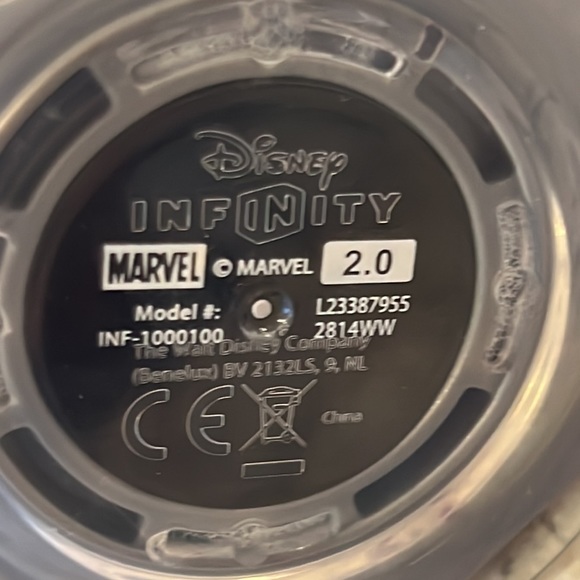 Disney
INFINITY
MARVEL © MARVEL 2.0
Model #: L23387955
INF-1000100 2814WW
The Walt Disney Company
(Benelux) BV 2132LS, 9, NL
CE China